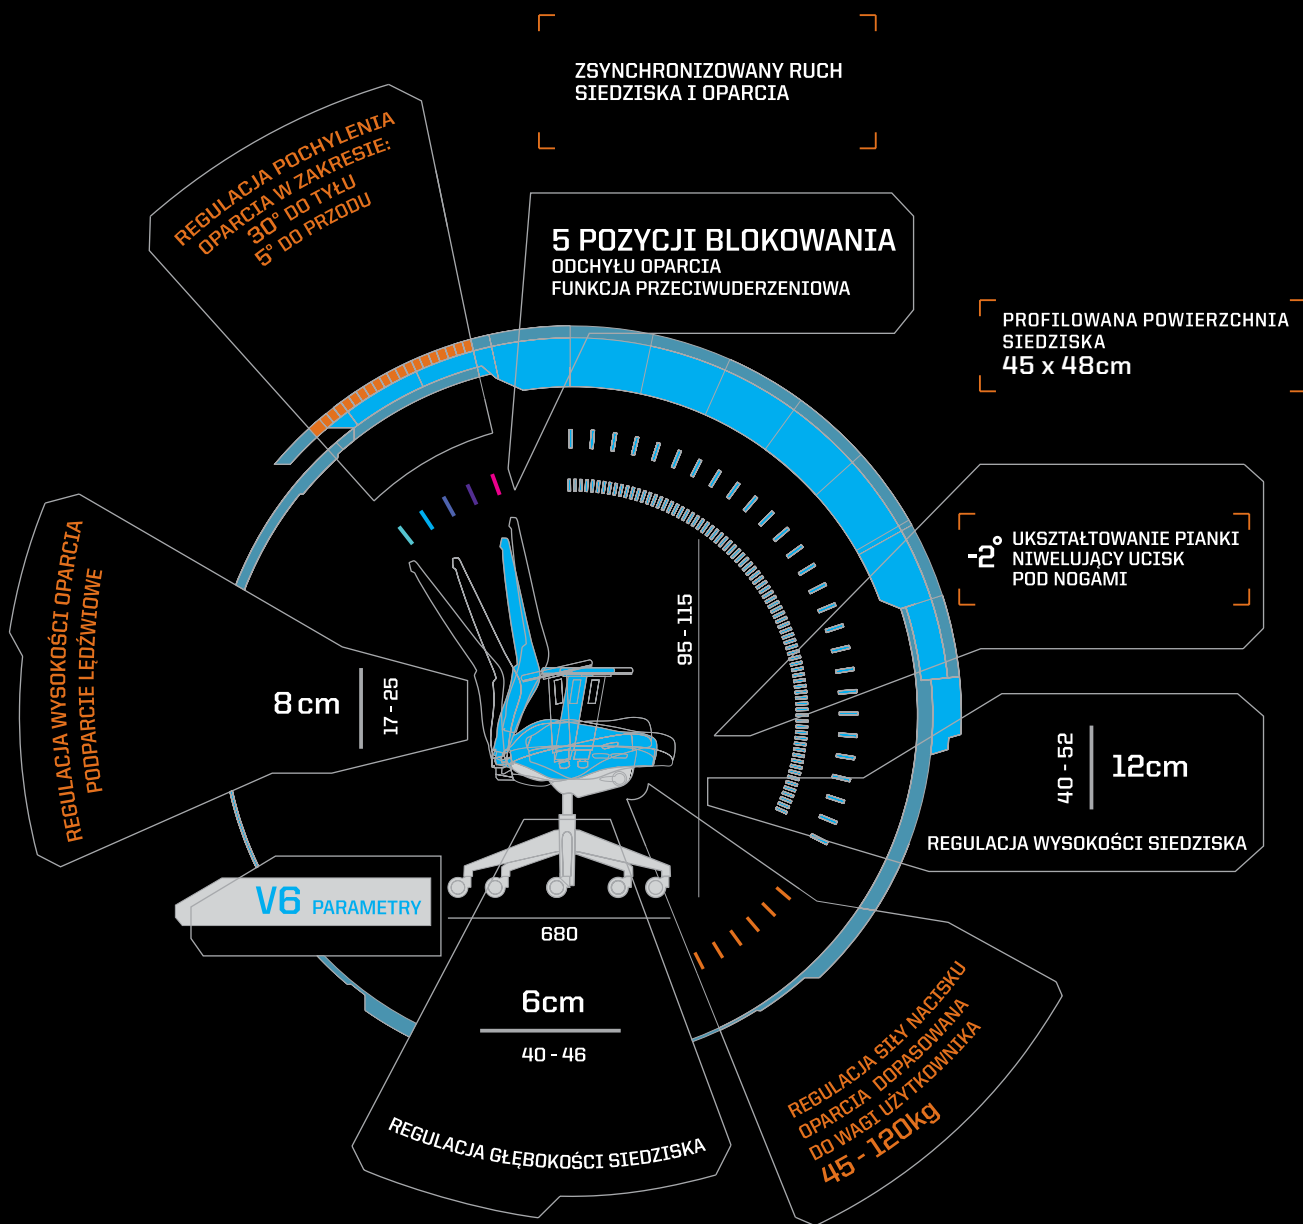 ZSYNCHRONIZOWANY RUCH
SIEDZISKA I OPARCIA
REGULACJA POCHYLENIA
OPARCIA W ZAKRESIE:
30° DO TYŁU
5° DO PRZODU
5 POZYCJI BLOKOWANIA
ODCHYŁU OPARCIA
FUNKCJA PRZECIWUDERZENIOWA
PROFILOWANA POWIERZCHNIA
SIEDZISKA
45 x 48cm
-2° UKSZTAŁTOWANIE PIANKI
NIWELUJĄCY UCISK
POD NOGAMI
REGULACJA WYSOKOŚCI OPARCIA
PODPARCIE LĘDŹWIOWE
8 cm
17 - 25
95 - 115
40 - 52
12cm
REGULACJA WYSOKOŚCI SIEDZISKA
V6 PARAMETRY
680
6cm
40 - 46
REGULACJA GŁĘBOKOŚCI SIEDZISKA
REGULACJA SIŁY NACISKU
OPARCIA DOPASOWANA
DO WAGI UŻYTKOWNIKA
45 - 120kg